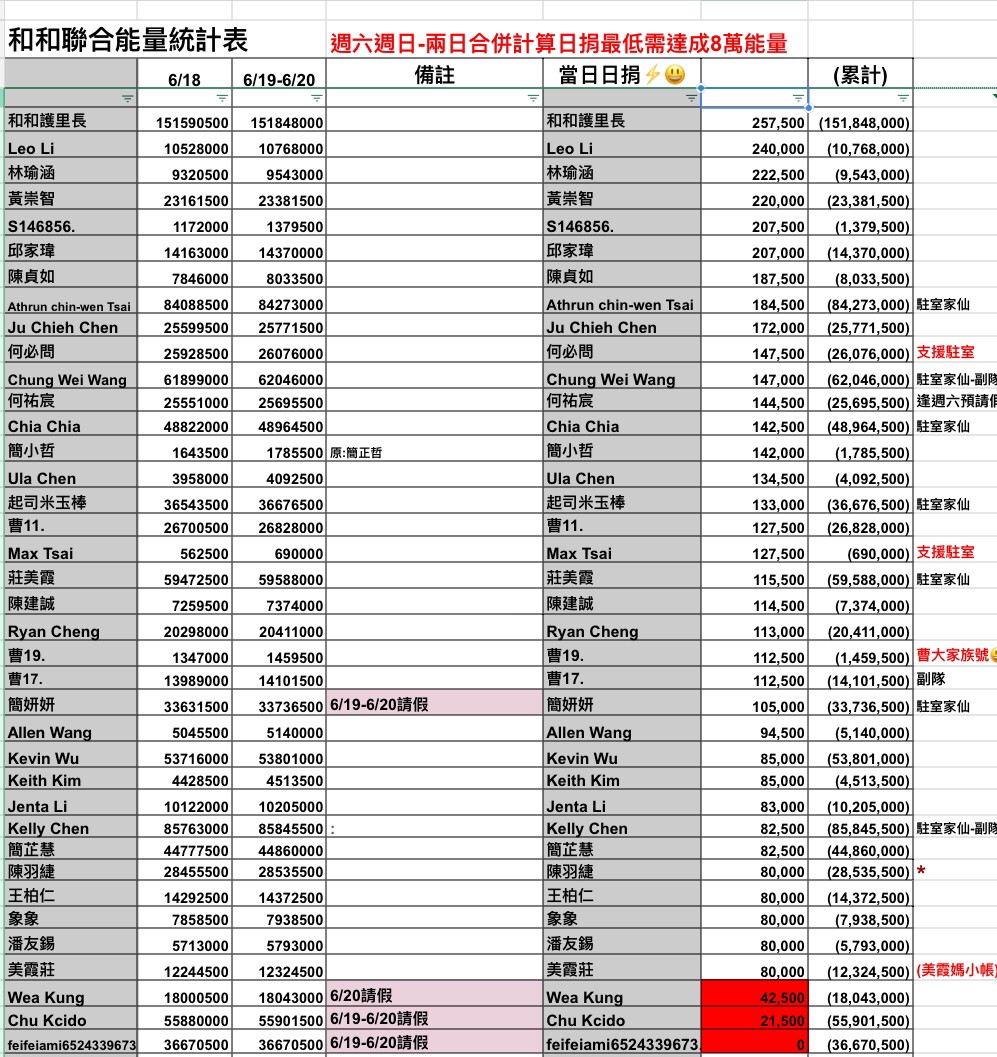 和和聯合能量統計表 週六週日-兩日合併計算日捐最低需達成8萬能量
6/18 6/19-6/20 備註 當日日捐⚡😃 (累計)
和和護里長 151590500 151848000 和和護里長 257,500 (151,848,000)
Leo Li 10528000 10768000 Leo Li 240,000 (10,768,000)
林瑜涵 9320500 9543000 林瑜涵 222,500 (9,543,000)
黃崇智 23161500 23381500 黃崇智 220,000 (23,381,500)
S146856. 1172000 1379500 S146856. 207,500 (1,379,500)
邱家瑋 14163000 14370000 邱家瑋 207,000 (14,370,000)
陳貞如 7846000 8033500 陳貞如 187,500 (8,033,500)
Athrun chin-wen Tsai 84088500 84273000 Athrun chin-wen Tsai 184,500 (84,273,000) 駐室家仙
Ju Chieh Chen 25599500 25771500 Ju Chieh Chen 172,000 (25,771,500)
何必問 25928500 26076000 何必問 147,500 (26,076,000) 支援駐室
Chung Wei Wang 61899000 62046000 Chung Wei Wang 147,000 (62,046,000) 駐室家仙-副隊
何祐宸 25551000 25695500 何祐宸 144,500 (25,695,500) 逢週六預請假
Chia Chia 48822000 48964500 Chia Chia 142,500 (48,964,500) 駐室家仙
簡小哲 1643500 1785500 原:簡正哲 簡小哲 142,000 (1,785,500)
Ula Chen 3958000 4092500 Ula Chen 134,500 (4,092,500)
起司米玉棒 36543500 36676500 起司米玉棒 133,000 (36,676,500) 駐室家仙
曹11. 26700500 26828000 曹11. 127,500 (26,828,000)
Max Tsai 562500 690000 Max Tsai 127,500 (690,000) 支援駐室
莊美霞 59472500 59588000 莊美霞 115,500 (59,588,000) 駐室家仙
陳建誠 7259500 7374000 陳建誠 114,500 (7,374,000)
Ryan Cheng 20298000 20411000 Ryan Cheng 113,000 (20,411,000)
曹19. 1347000 1459500 曹19. 112,500 (1,459,500) 曹大家族號
曹17. 13989000 14101500 曹17. 112,500 (14,101,500) 副隊
簡妍妍 33631500 33736500 6/19-6/20請假 簡妍妍 105,000 (33,736,500) 駐室家仙
Allen Wang 5045500 5140000 Allen Wang 94,500 (5,140,000)
Kevin Wu 53716000 53801000 Kevin Wu 85,000 (53,801,000)
Keith Kim 4428500 4513500 Keith Kim 85,000 (4,513,500)
Jenta Li 10122000 10205000 Jenta Li 83,000 (10,205,000)
Kelly Chen 85763000 85845500 : Kelly Chen 82,500 (85,845,500) 駐室家仙-副隊
簡芷慧 44777500 44860000 簡芷慧 82,500 (44,860,000)
陳羽緁 28455500 28535500 陳羽緁 80,000 (28,535,500) *
王柏仁 14292500 14372500 王柏仁 80,000 (14,372,500)
象象 7858500 7938500 象象 80,000 (7,938,500)
潘友錫 5713000 5793000 潘友錫 80,000 (5,793,000)
美霞莊 12244500 12324500 美霞莊 80,000 (12,324,500) (美霞媽小帳)
Wea Kung 18000500 18043000 6/20請假 Wea Kung 42,500 (18,043,000)
Chu Kcido 55880000 55901500 6/19-6/20請假 Chu Kcido 21,500 (55,901,500)
feifeiami6524339673 36670500 36670500 6/19-6/20請假 feifeiami6524339673. 0 (36,670,500)